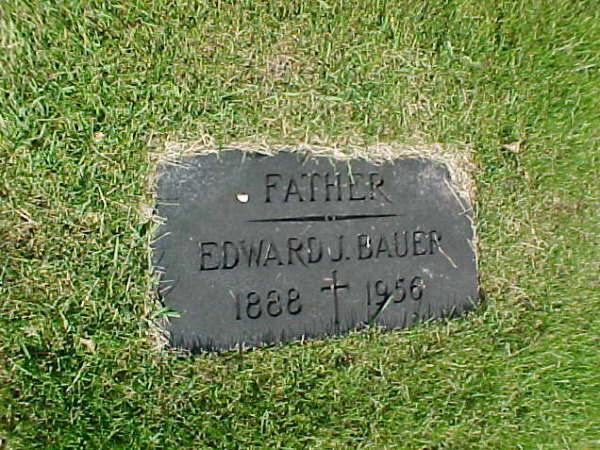 FATHER
EDWARD J. BAUER
1888 † 1956